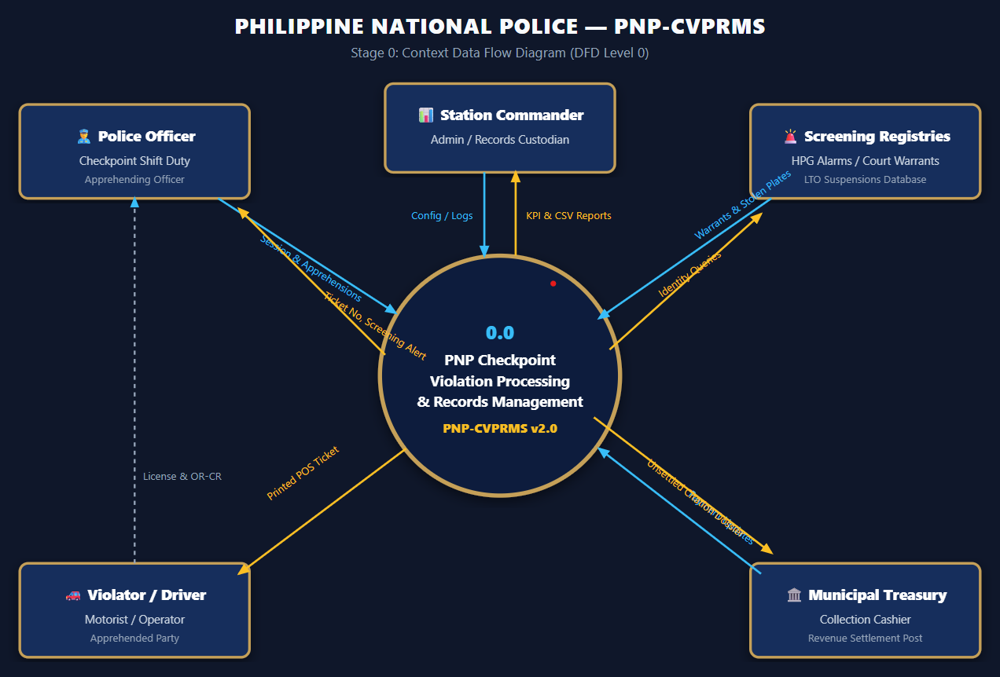 PHILIPPINE NATIONAL POLICE — PNP-CVPRMS
Stage 0: Context Data Flow Diagram (DFD Level 0)
Police Officer
Checkpoint Shift Duty
Apprehending Officer
Station Commander
Admin / Records Custodian
Screening Registries
HPG Alarms / Court Warrants
LTO Suspensions Database
Config / Logs
KPI & CSV Reports
Warrants & Stolen Plates
Identity Queries
Session & Apprehensions
Ticket No, Screening Alert
0.0
PNP Checkpoint
Violation Processing
& Records Management
PNP-CVPRMS v2.0
License & OR-CR
Printed POS Ticket
Unsettled Citation Dossier
Violator / Driver
Motorist / Operator
Apprehended Party
Municipal Treasury
Collection Cashier
Revenue Settlement Post